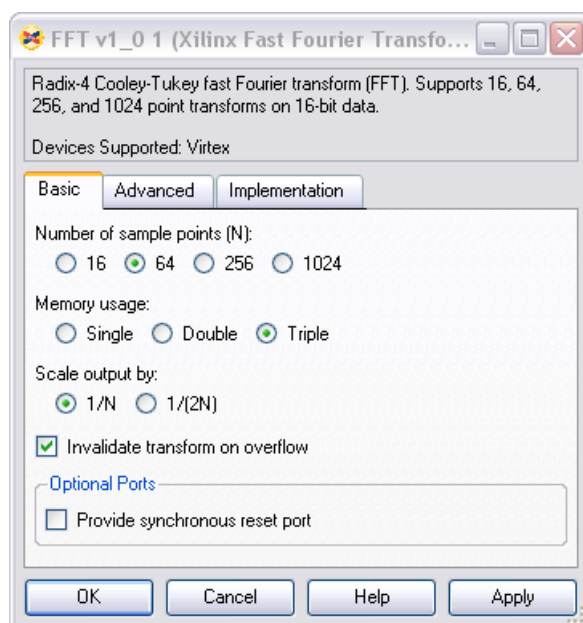 FFT v1_0 1 (Xilinx Fast Fourier Transfo...
Radix-4 Cooley-Tukey fast Fourier transform (FFT). Supports 16, 64,
256, and 1024 point transforms on 16-bit data.
Devices Supported: Virtex
Basic Advanced Implementation
Number of sample points (N):
16 64 256 1024
Memory usage:
Single Double Triple
Scale output by:
1/N 1/(2N)
Invalidate transform on overflow
Optional Ports
Provide synchronous reset port
OK Cancel Help Apply